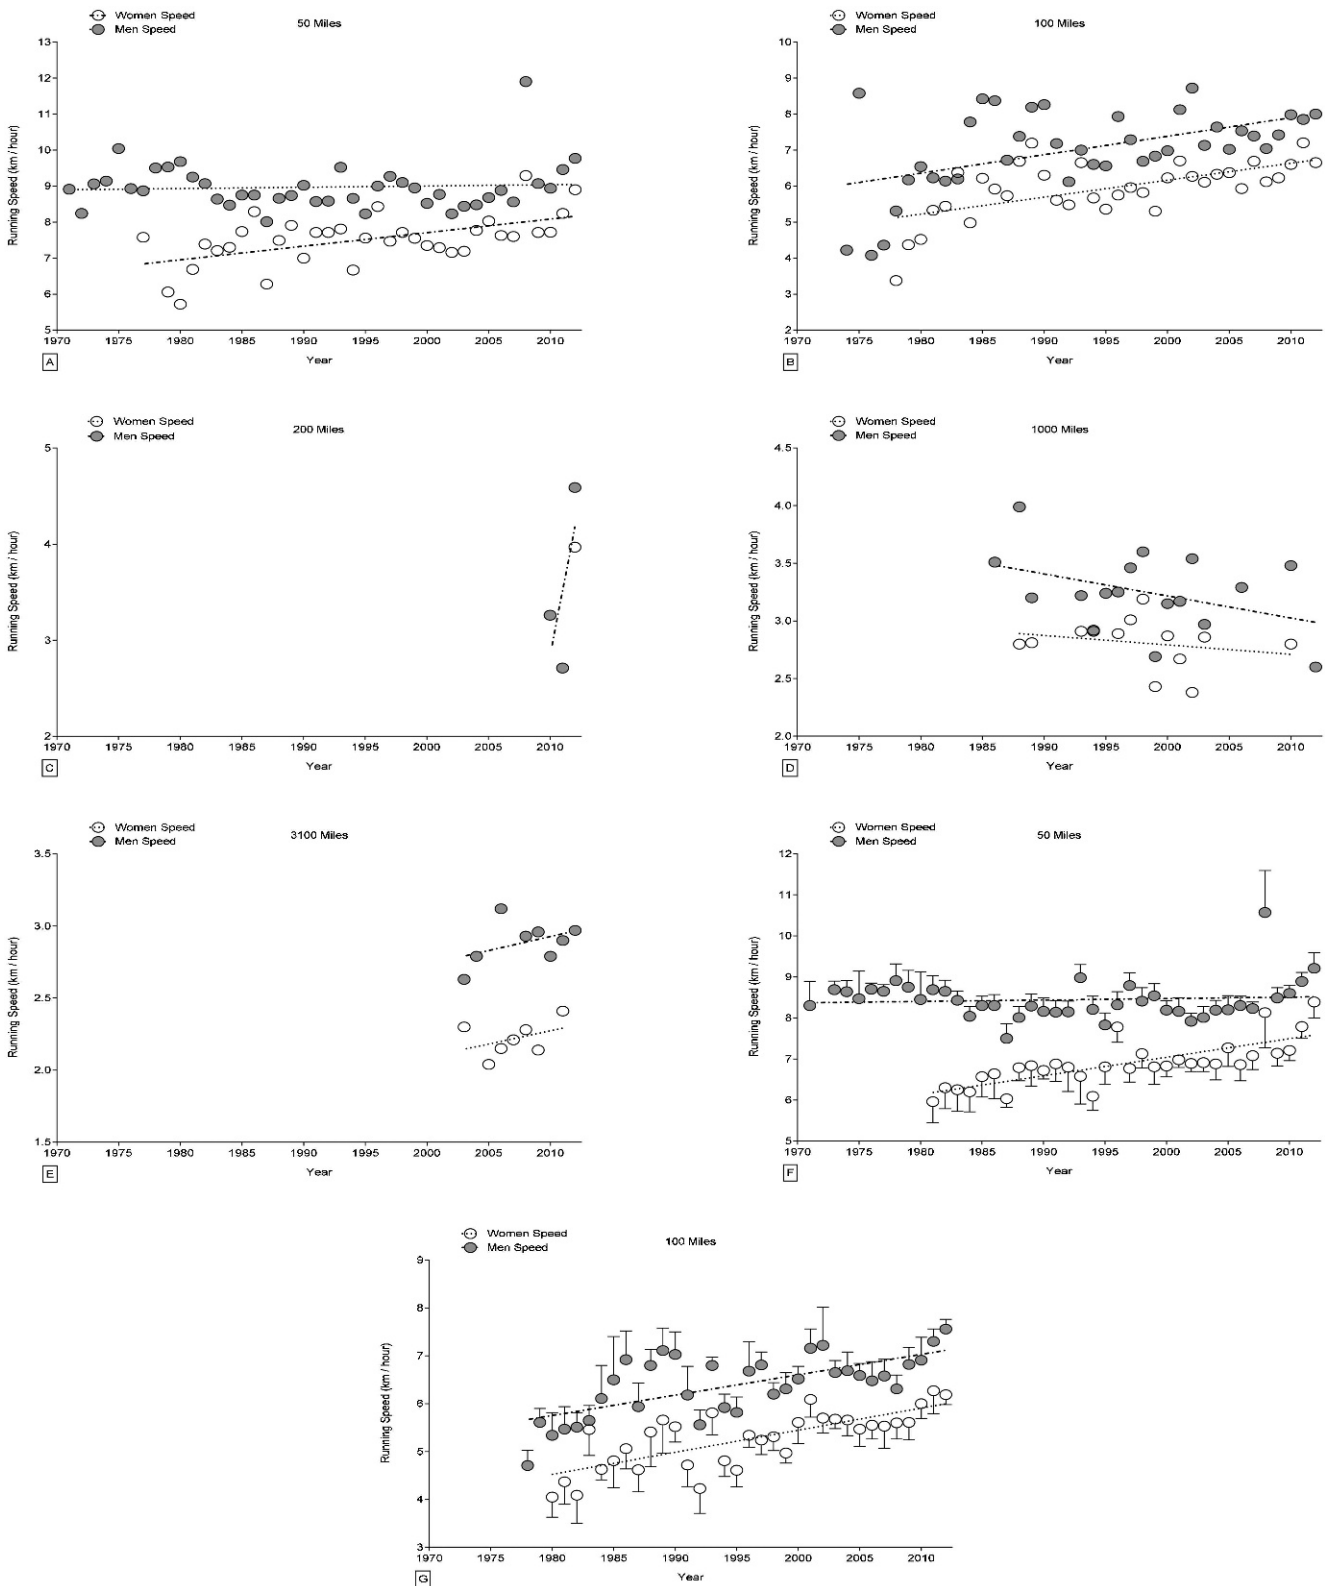 Women Speed
Men Speed
50 Miles
13
12
11
10
9
8
7
6
5
Running Speed (km / hour)
1970 1975 1980 1985 1990 1995 2000 2005 2010
Year
A
Women Speed
Men Speed
100 Miles
10
9
8
7
6
5
4
3
2
Running Speed (km / hour)
1970 1975 1980 1985 1990 1995 2000 2005 2010
Year
B
Women Speed
Men Speed
200 Miles
5
4
3
2
Running Speed (km / hour)
1970 1975 1980 1985 1990 1995 2000 2005 2010
Year
C
Women Speed
Men Speed
1000 Miles
4.5
4.0
3.5
3.0
2.5
2.0
Running Speed (km / hour)
1970 1975 1980 1985 1990 1995 2000 2005 2010
Year
D
Women Speed
Men Speed
3100 Miles
3.5
3.0
2.5
2.0
1.5
Running Speed (km / hour)
1970 1975 1980 1985 1990 1995 2000 2005 2010
Year
E
Women Speed
Men Speed
50 Miles
12
11
10
9
8
7
6
5
Running Speed (km / hour)
1970 1975 1980 1985 1990 1995 2000 2005 2010
Year
F
Women Speed
Men Speed
100 Miles
9
8
7
6
5
4
3
Running Speed (km / hour)
1970 1975 1980 1985 1990 1995 2000 2005 2010
Year
G